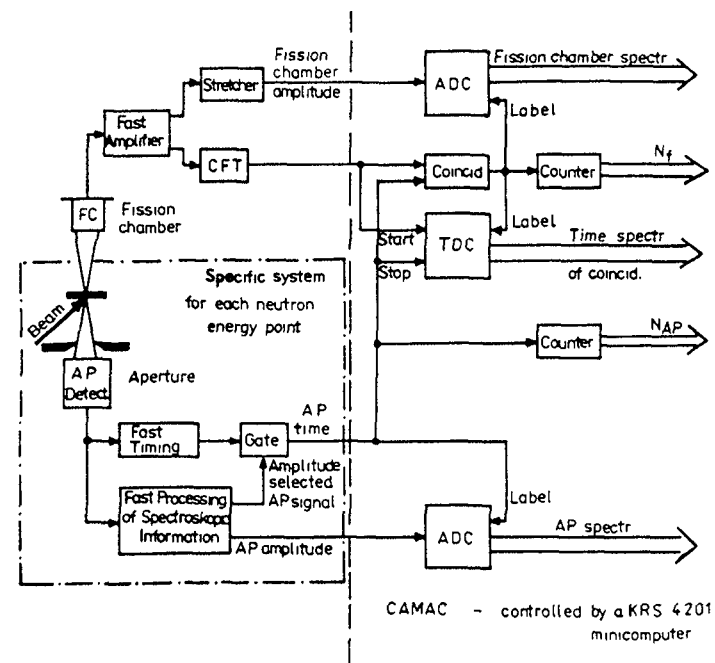 Fission
chamber
amplitude
Stretcher
ADC
Fission chamber spectr
Label
Fast
Amplifier
CFT
Coincid
Counter
Nf
FC
Fission
chamber
Label
Start
Stop
TDC
Time spectr
of coincid.
Specific system
for each neutron
energy point
Beam
Counter
NAP
AP
Detect.
Aperture
AP
time
Fast
Timing
Gate
Amplitude
selected
AP signal
Label
Fast Processing
of Spectroskopic
Information
AP amplitude
ADC
AP spectr
CAMAC - controlled by a KRS 4201
minicomputer